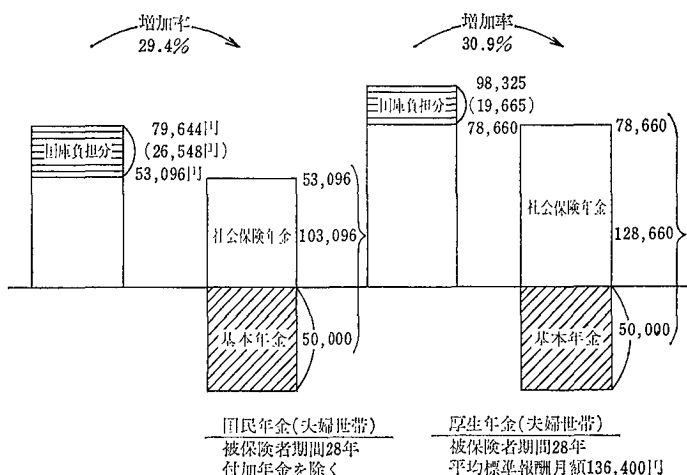 増加率
29.4%
増加率
30.9%
国庫負担分
79,644円
(26,548円)
53,096円
53,096
社会保険年金
103,096
基本年金
50,000
国庫負担分
98,325
(19,665)
78,660
78,660
社会保険年金
128,660
基本年金
50,000
国民年金(夫婦世帯)
被保険者期間28年
付加年金を除く
厚生年金(夫婦世帯)
被保険者期間28年
平均標準報酬月額136,400円